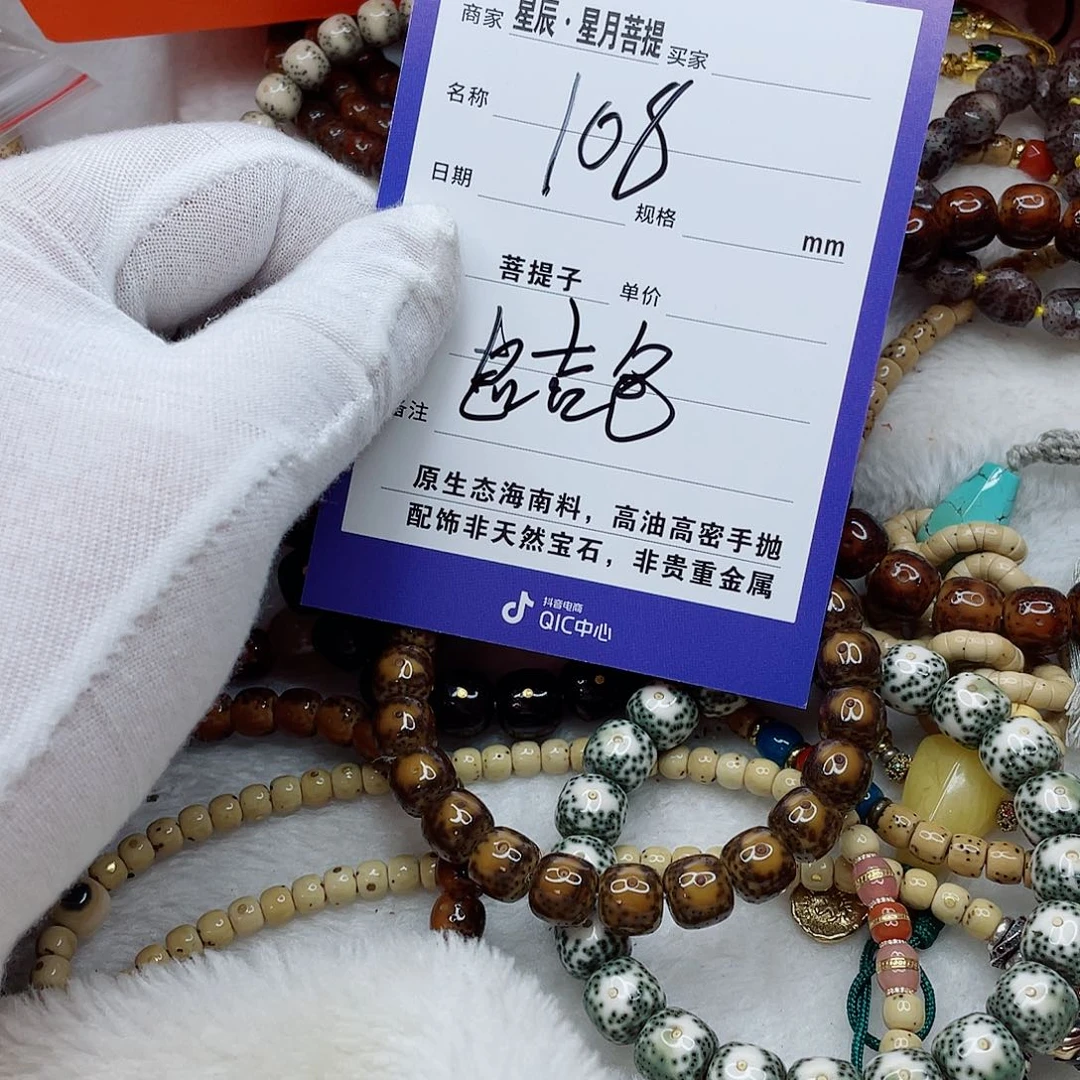 商家 星辰·星月菩提 买家
名称 108
日期 规格 mm
菩提子 单价
备注
原生态海南料，高油高密手抛
配饰非天然宝石，非贵重金属
抖音电商
QIC中心